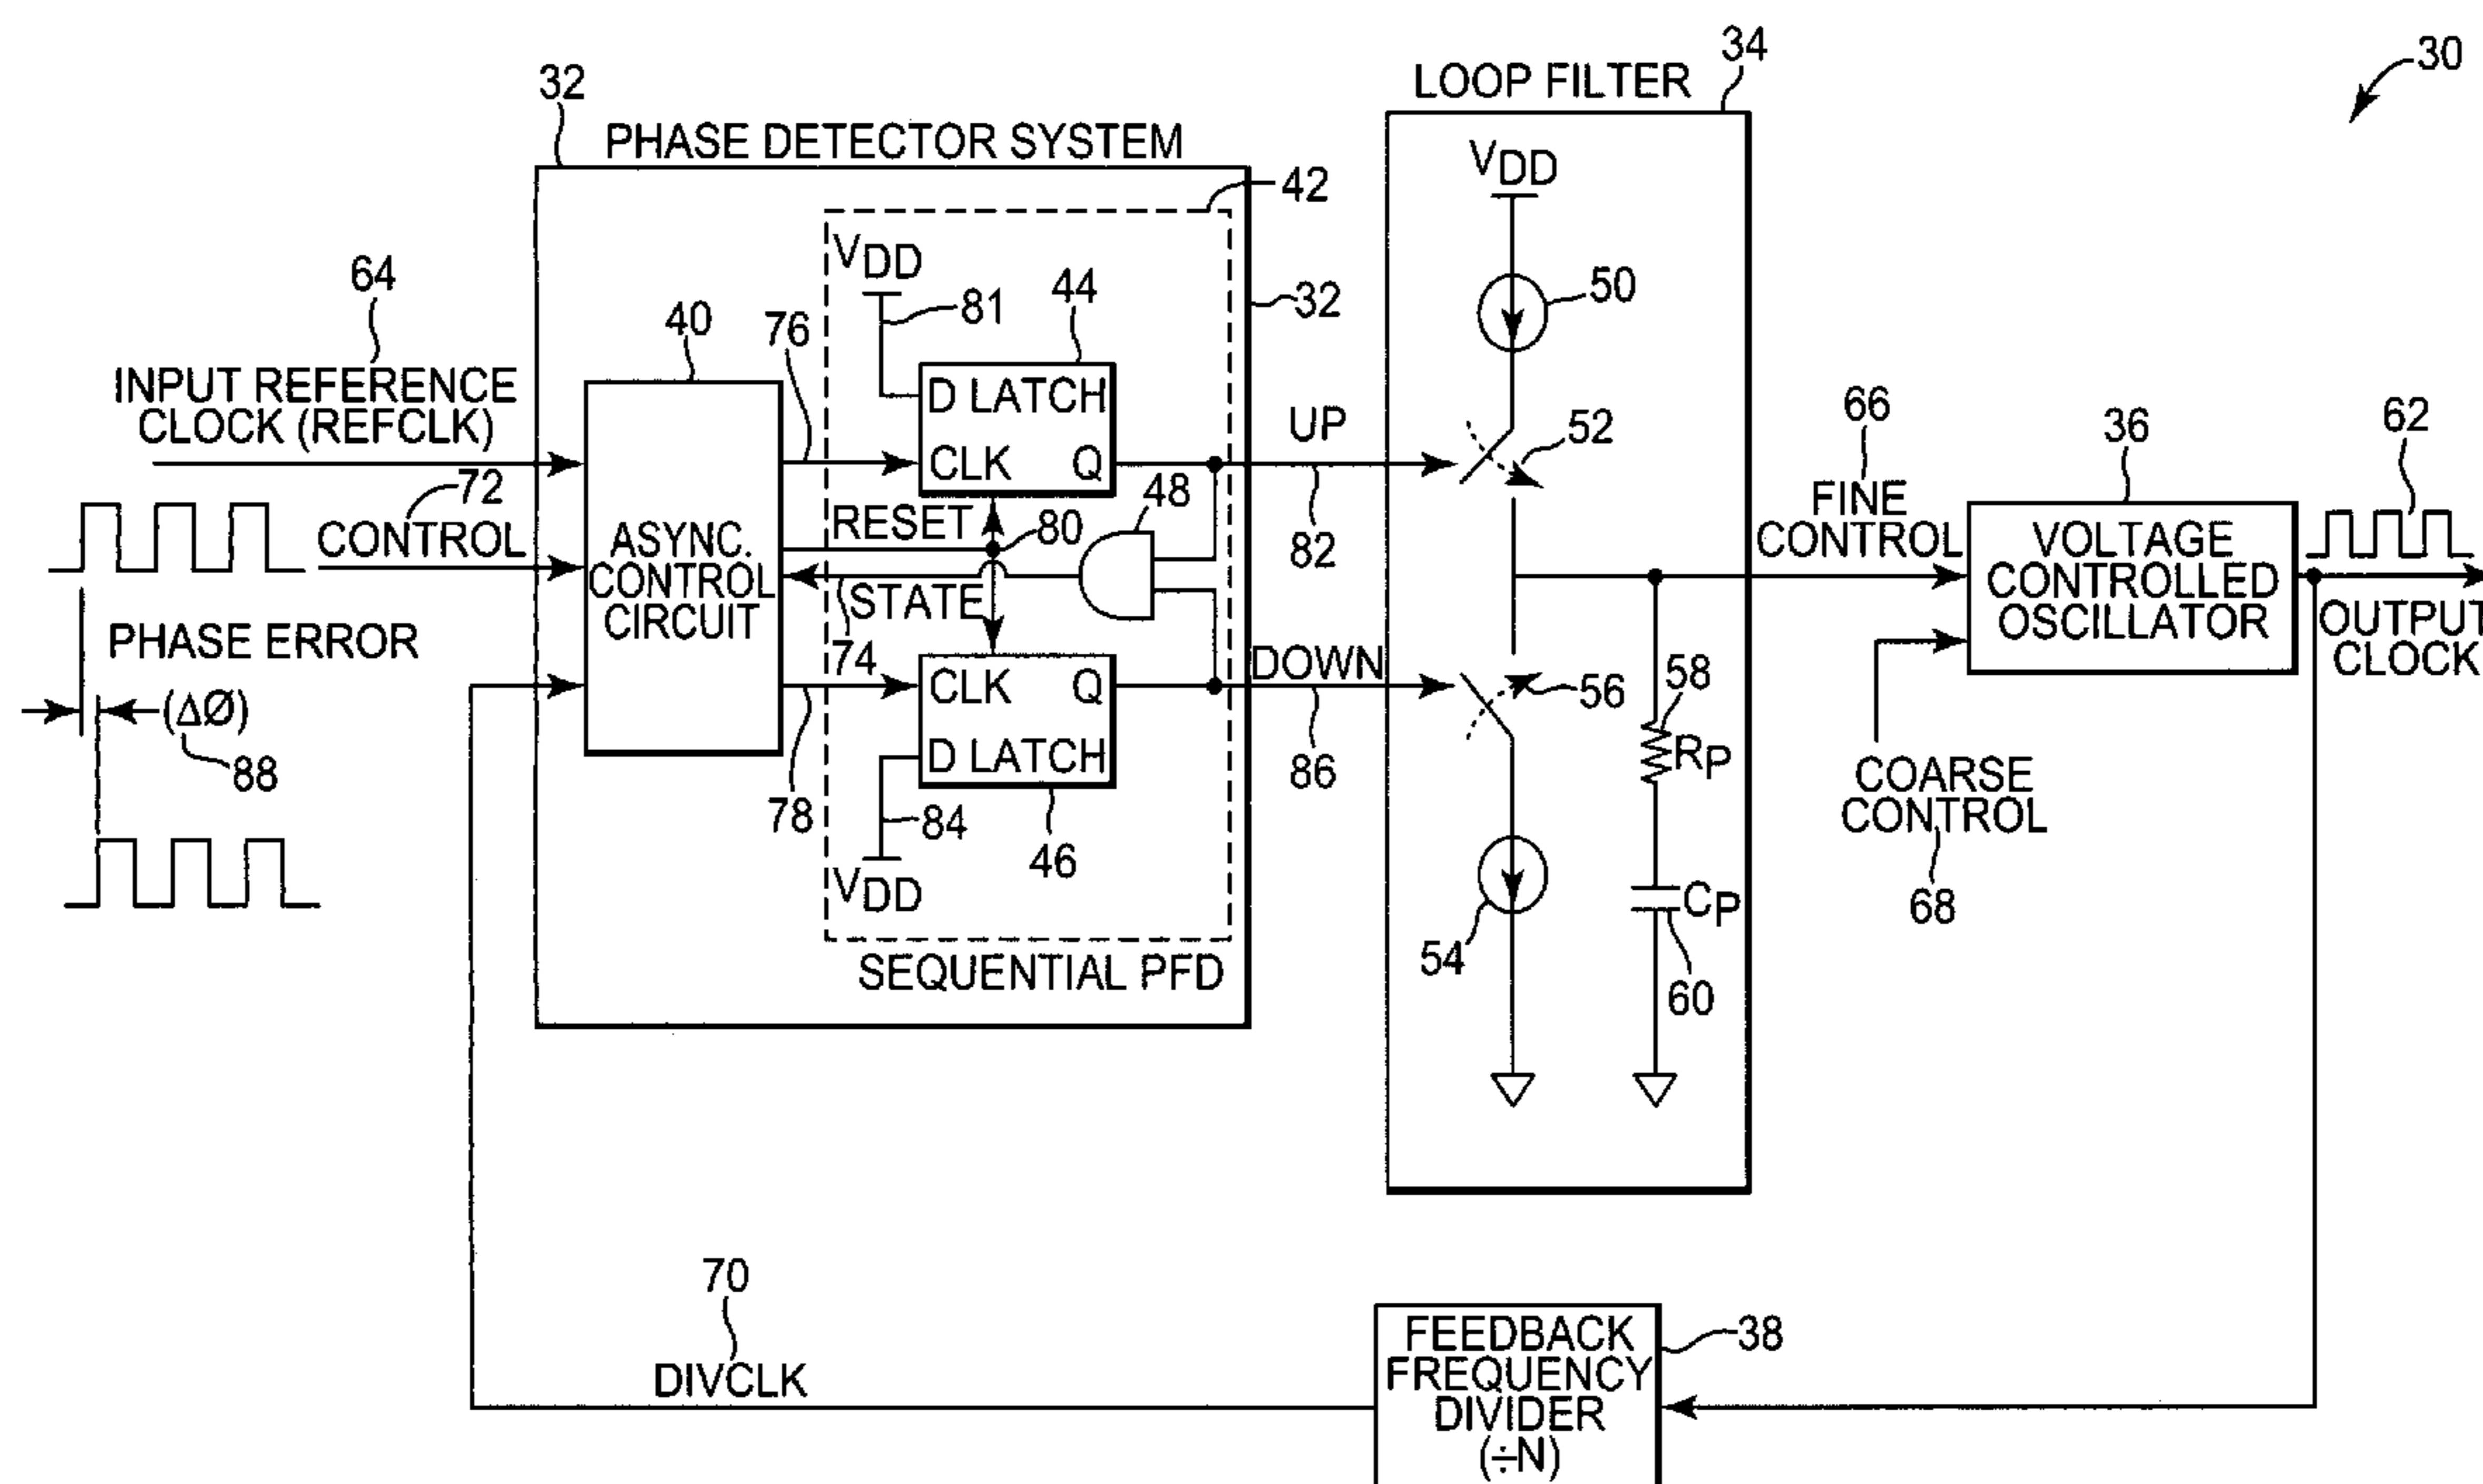 30
34
LOOP FILTER
32
PHASE DETECTOR SYSTEM
42
VDD
VDD
64
40
76
81
44
32
50
INPUT REFERENCE
CLOCK (REFCLK)
D LATCH
CLK Q
UP
82
52
66
FINE
CONTROL
36
62
72
CONTROL
ASYNC.
CONTROL
CIRCUIT
RESET
80
48
STATE
74
VOLTAGE
CONTROLLED
OSCILLATOR
OUTPUT
CLOCK
PHASE ERROR
(ΔØ)
88
78
CLK Q
D LATCH
84
46
VDD
DOWN
86
56
58
RP
CP
54
60
COARSE
CONTROL
68
SEQUENTIAL PFD
70
DIVCLK
FEEDBACK
FREQUENCY
DIVIDER
(÷N)
38